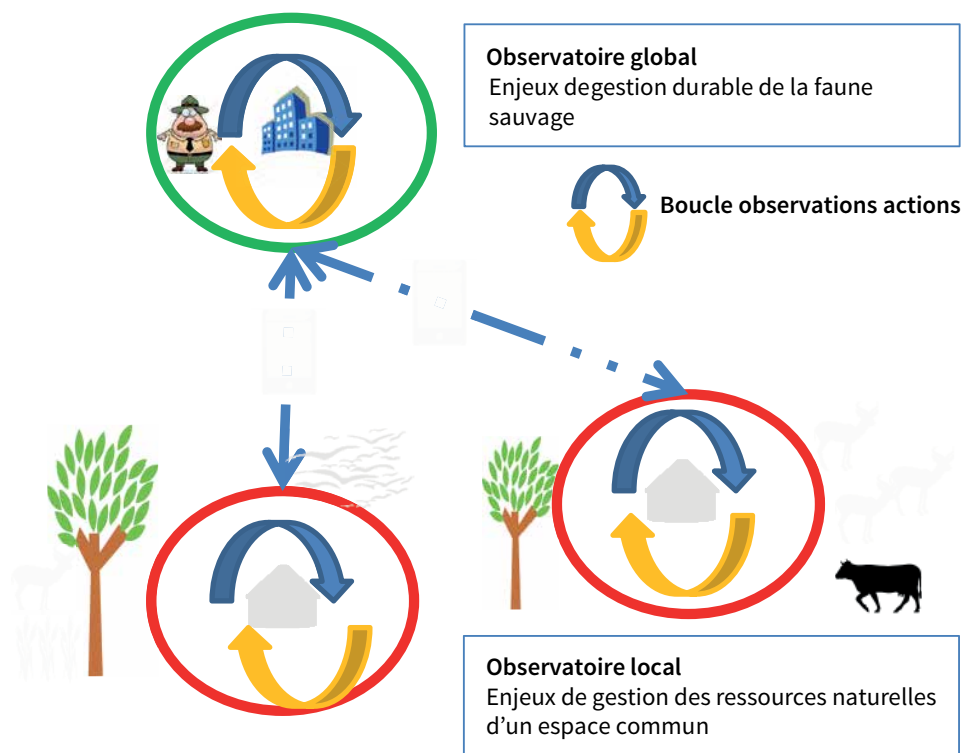 Observatoire global
Enjeux degestion durable de la faune
sauvage
Boucle observations actions
Observatoire local
Enjeux de gestion des ressources naturelles
d'un espace commun